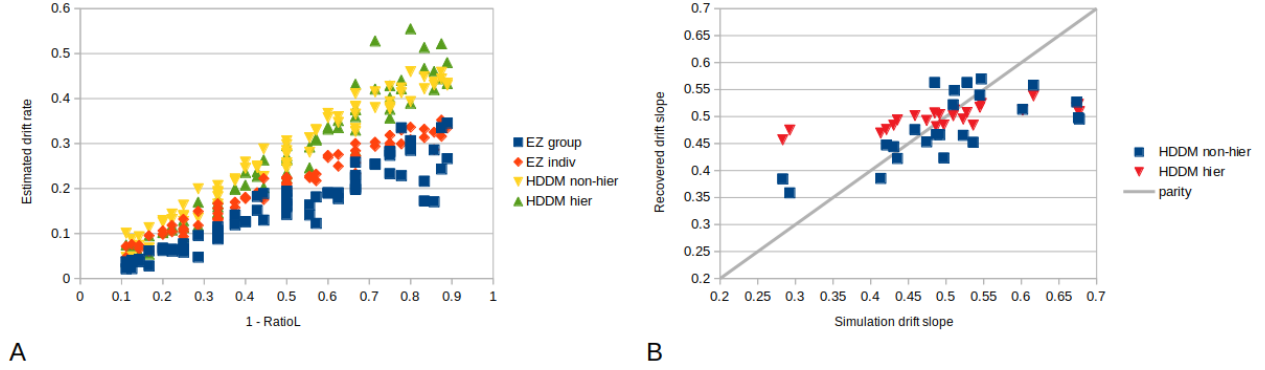 0.6
0.5
0.4
0.3
0.2
0.1
0
0 0.1 0.2 0.3 0.4 0.5 0.6 0.7 0.8 0.9 1
Estimated drift rate
1 - RatioL
EZ group
EZ indiv
HDDM non-hier
HDDM hier
A
0.7
0.65
0.6
0.55
0.5
0.45
0.4
0.35
0.3
0.25
0.2
0.2 0.25 0.3 0.35 0.4 0.45 0.5 0.55 0.6 0.65 0.7
Recovered drift slope
Simulation drift slope
HDDM non-hier
HDDM hier
parity
B